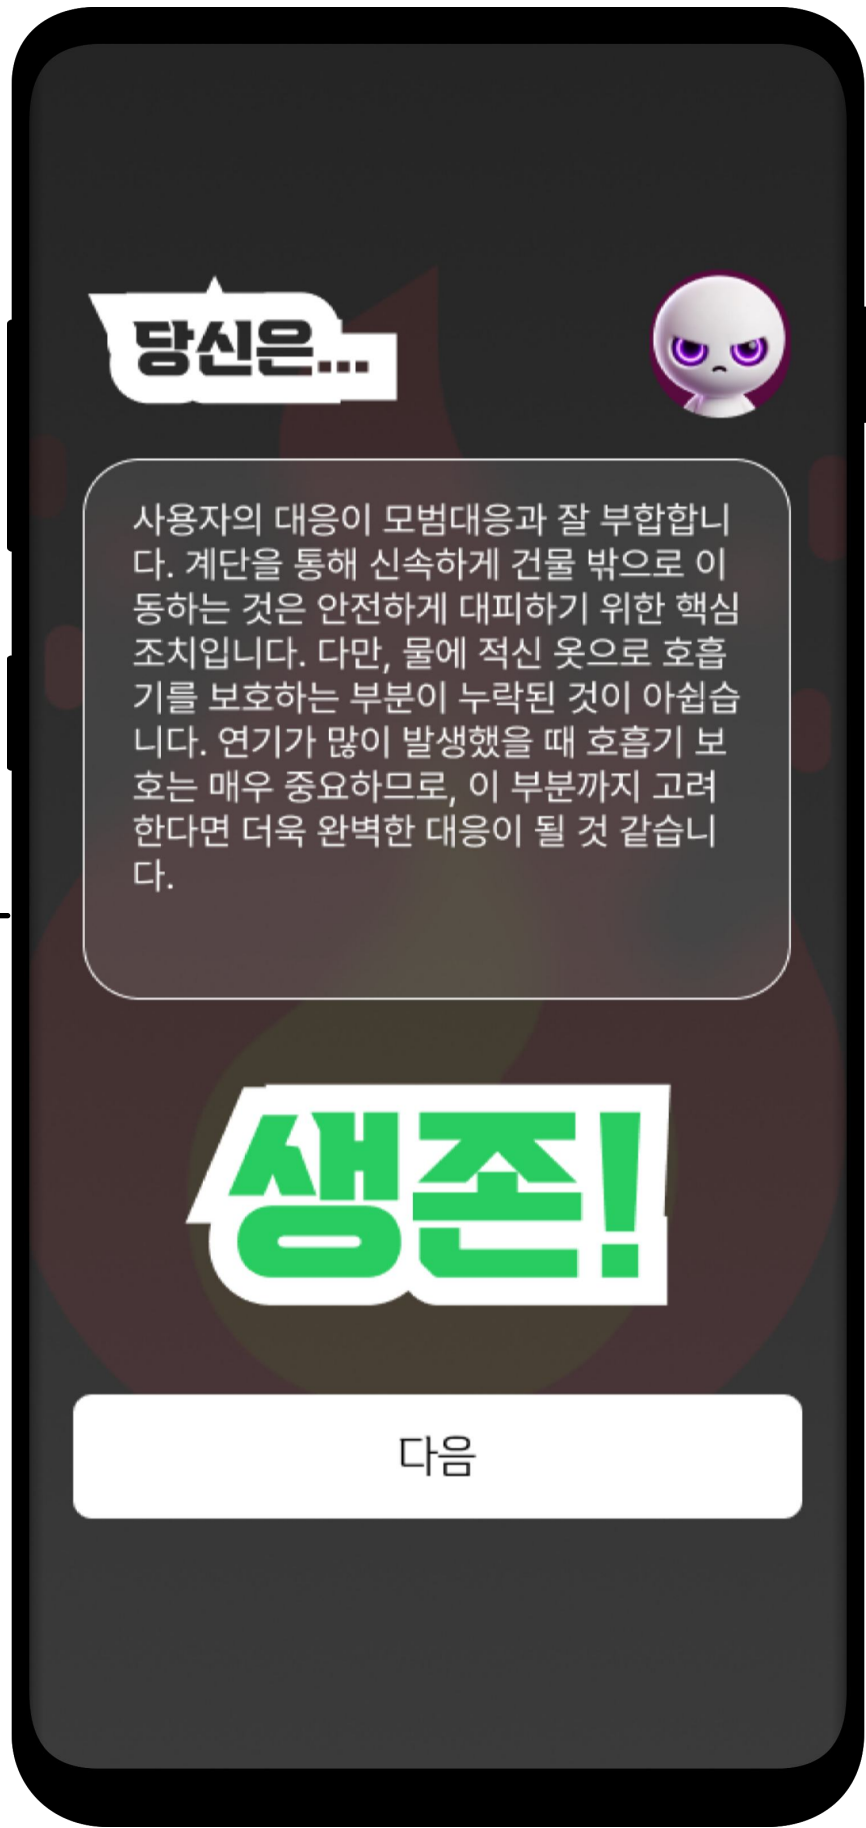 당신은...
사용자의 대응이 모범대응과 잘 부합합니
다. 계단을 통해 신속하게 건물 밖으로 이
동하는 것은 안전하게 대피하기 위한 핵심
조치입니다. 다만, 물에 적신 옷으로 호흡
기를 보호하는 부분이 누락된 것이 아쉽습
니다. 연기가 많이 발생했을 때 호흡기 보
호는 매우 중요하므로, 이 부분까지 고려
한다면 더욱 완벽한 대응이 될 것 같습니
다.
생존!
다음